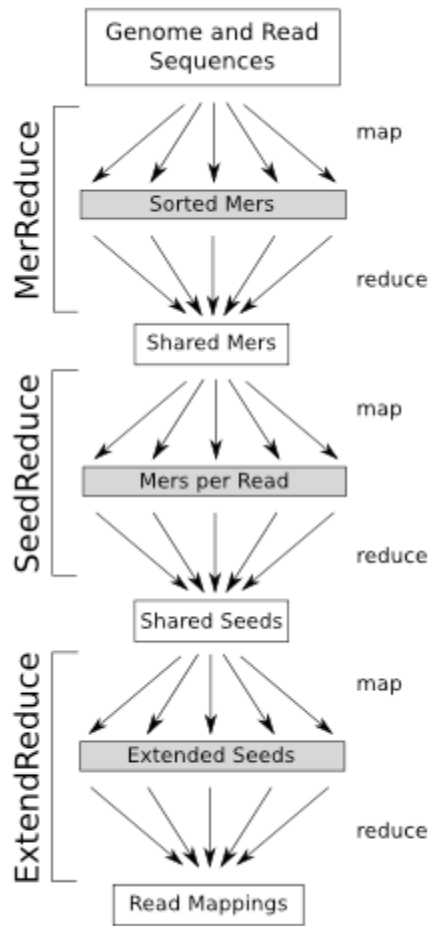 Genome and Read
Sequences
MerReduce
map
Sorted Mers
reduce
Shared Mers
SeedReduce
map
Mers per Read
reduce
Shared Seeds
ExtendReduce
map
Extended Seeds
reduce
Read Mappings